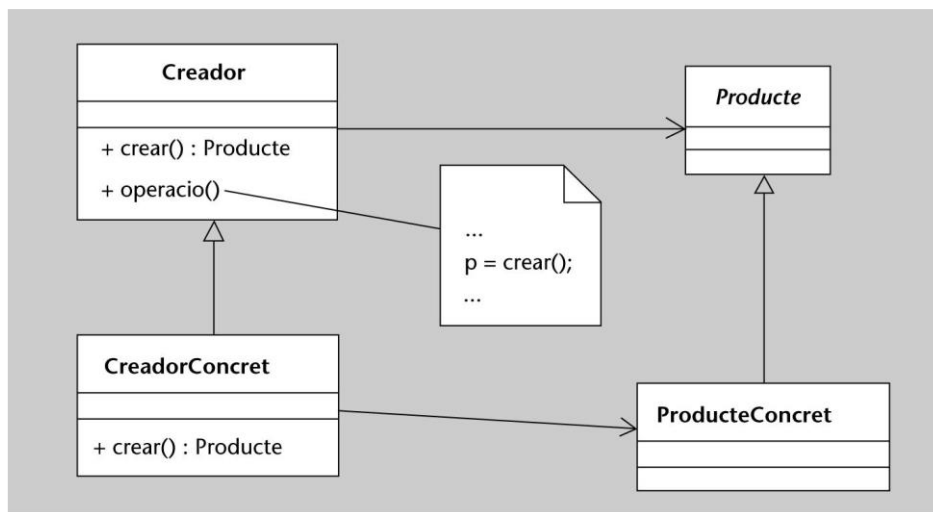 Creador
+ crear() : Producte
+ operacio()
Producte
...
p = crear();
...
CreadorConcret
+ crear() : Producte
ProducteConcret